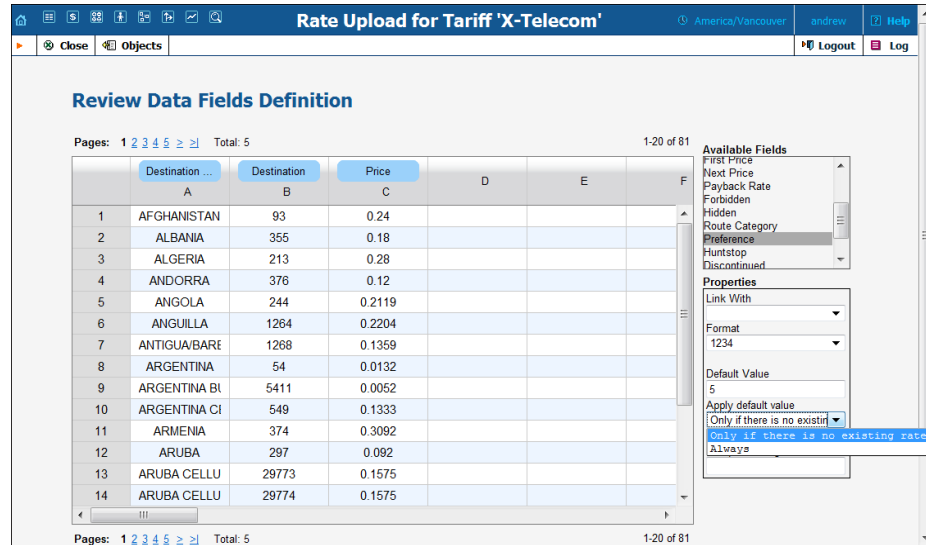 Rate Upload for Tariff 'X-Telecom'
America/Vancouver
andrew
Help
Close
Objects
Logout
Log
Review Data Fields Definition
Pages: 1 2 3 4 5 > >| Total: 5
1-20 of 81
Destination ... Destination Price
A B C D E F
1 AFGHANISTAN 93 0.24
2 ALBANIA 355 0.18
3 ALGERIA 213 0.28
4 ANDORRA 376 0.12
5 ANGOLA 244 0.2119
6 ANGUILLA 1264 0.2204
7 ANTIGUA/BARE 1268 0.1359
8 ARGENTINA 54 0.0132
9 ARGENTINA BU 5411 0.0052
10 ARGENTINA CE 549 0.1333
11 ARMENIA 374 0.3092
12 ARUBA 297 0.092
13 ARUBA CELLU 29773 0.1575
14 ARUBA CELLU 29774 0.1575
Pages: 1 2 3 4 5 > >| Total: 5
1-20 of 81
Available Fields
First Price
Next Price
Payback Rate
Forbidden
Hidden
Route Category
Preference
Huntstop
Discontinued
Properties
Link With
Format
1234
Default Value
5
Apply default value
Only if there is no existin
Only if there is no existing rate
Always